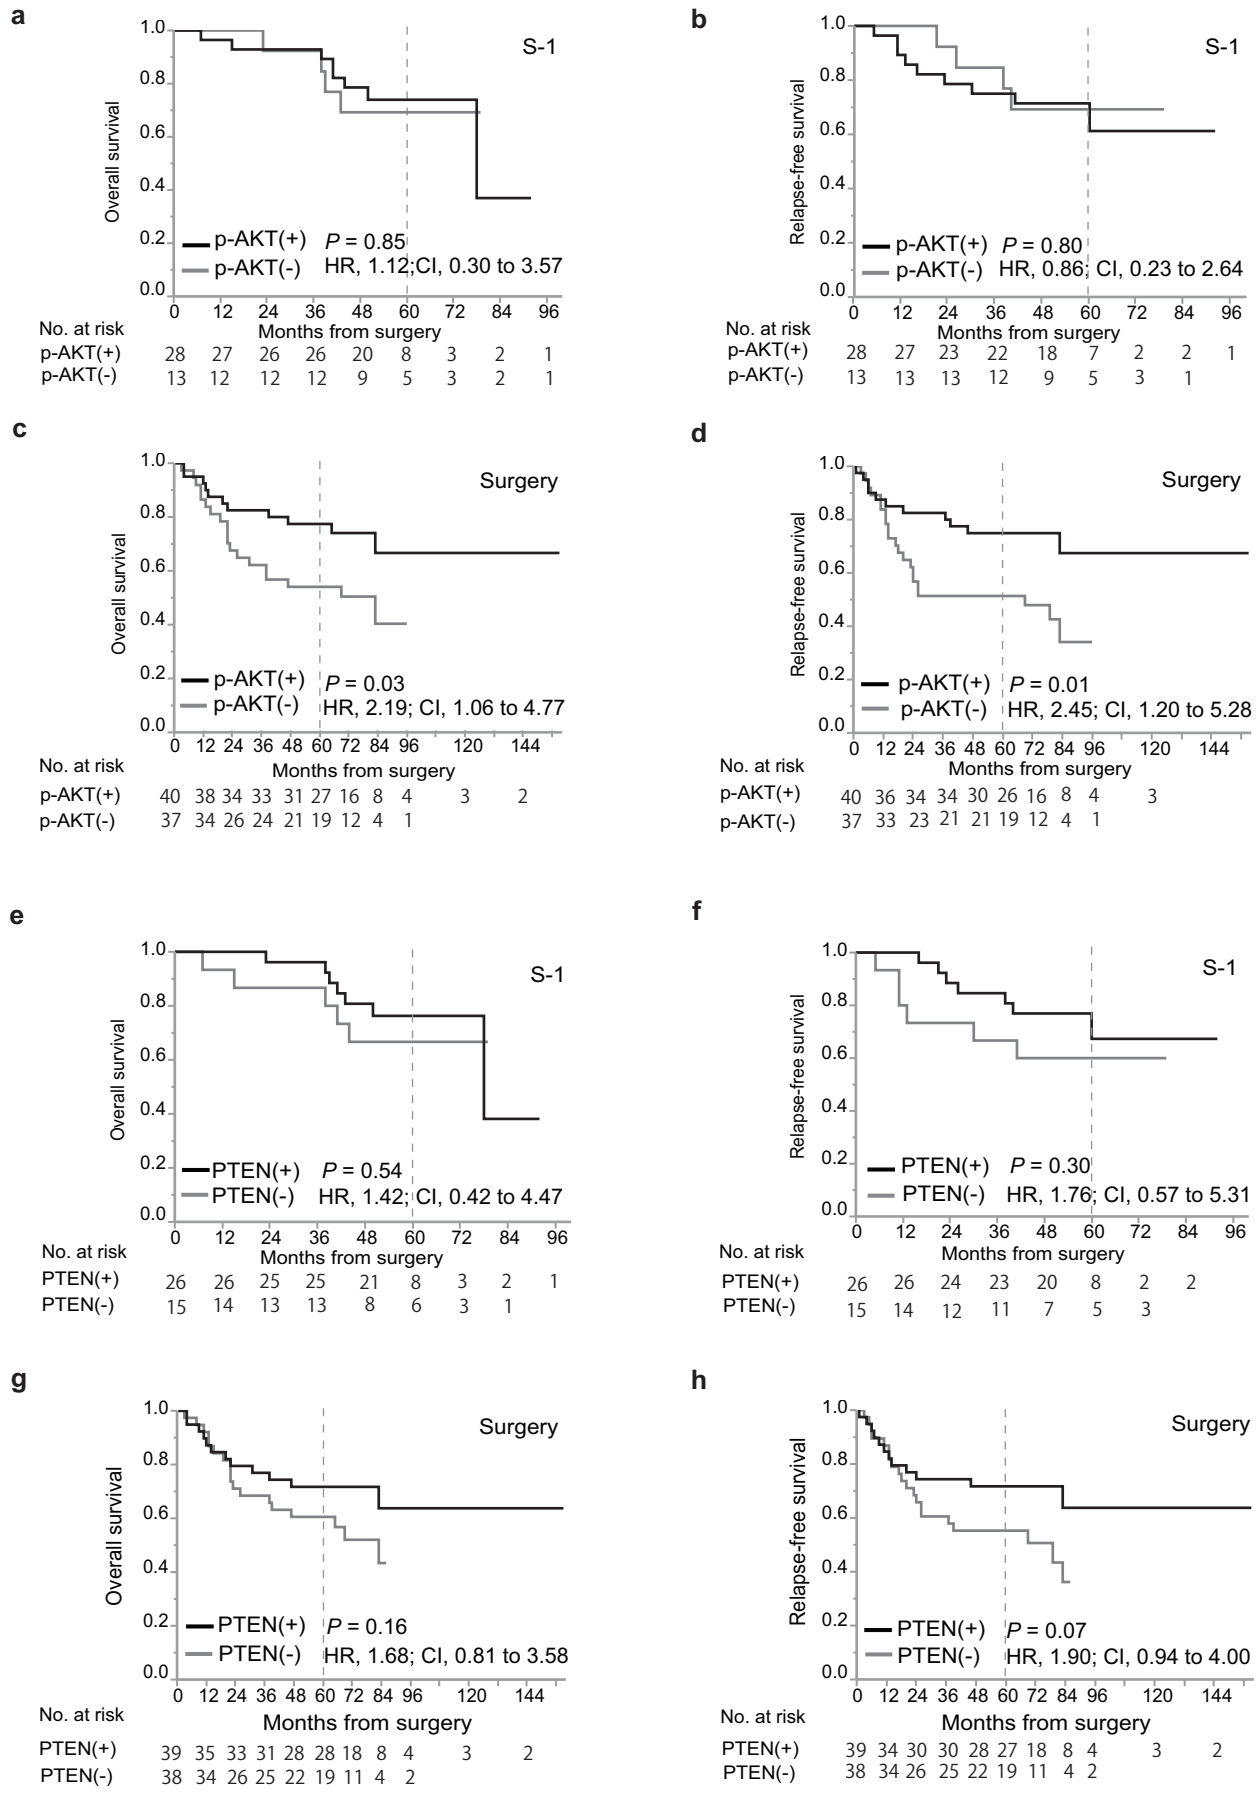 a
1.0
0.8
0.6
0.4
0.2
0.0
Overall survival
S-1
p-AKT(+) P = 0.85
p-AKT(-) HR, 1.12;CI, 0.30 to 3.57
0 12 24 36 48 60 72 84 96
No. at risk Months from surgery
p-AKT(+) 28 27 26 26 20 8 3 2 1
p-AKT(-) 13 12 12 12 9 5 3 2 1
b
1.0
0.8
0.6
0.4
0.2
0.0
Relapse-free survival
S-1
p-AKT(+) P = 0.80
p-AKT(-) HR, 0.86; CI, 0.23 to 2.64
0 12 24 36 48 60 72 84 96
No. at risk Months from surgery
p-AKT(+) 28 27 23 22 18 7 2 2 1
p-AKT(-) 13 13 13 12 9 5 3 1
c
1.0
0.8
0.6
0.4
0.2
0.0
Overall survival
Surgery
p-AKT(+) P = 0.03
p-AKT(-) HR, 2.19; CI, 1.06 to 4.77
0 12 24 36 48 60 72 84 96 120 144
No. at risk Months from surgery
p-AKT(+) 40 38 34 33 31 27 16 8 4 3 2
p-AKT(-) 37 34 26 24 21 19 12 4 1
d
1.0
0.8
0.6
0.4
0.2
0.0
Relapse-free survival
Surgery
p-AKT(+) P = 0.01
p-AKT(-) HR, 2.45; CI, 1.20 to 5.28
0 12 24 36 48 60 72 84 96 120 144
No. at risk Months from surgery
p-AKT(+) 40 36 34 34 30 26 16 8 4 3
p-AKT(-) 37 33 23 21 21 19 12 4 1
e
1.0
0.8
0.6
0.4
0.2
0.0
Overall survival
S-1
PTEN(+) P = 0.54
PTEN(-) HR, 1.42; CI, 0.42 to 4.47
0 12 24 36 48 60 72 84 96
No. at risk Months from surgery
PTEN(+) 26 26 25 25 21 8 3 2 1
PTEN(-) 15 14 13 13 8 6 3 1
f
1.0
0.8
0.6
0.4
0.2
0.0
Relapse-free survival
S-1
PTEN(+) P = 0.30
PTEN(-) HR, 1.76; CI, 0.57 to 5.31
0 12 24 36 48 60 72 84 96
No. at risk Months from surgery
PTEN(+) 26 26 24 23 20 8 2 2
PTEN(-) 15 14 12 11 7 5 3
g
1.0
0.8
0.6
0.4
0.2
0.0
Overall survival
Surgery
PTEN(+) P = 0.16
PTEN(-) HR, 1.68; CI, 0.81 to 3.58
0 12 24 36 48 60 72 84 96 120 144
No. at risk Months from surgery
PTEN(+) 39 35 33 31 28 28 18 8 4 3 2
PTEN(-) 38 34 26 25 22 19 11 4 2
h
1.0
0.8
0.6
0.4
0.2
0.0
Relapse-free survival
Surgery
PTEN(+) P = 0.07
PTEN(-) HR, 1.90; CI, 0.94 to 4.00
0 12 24 36 48 60 72 84 96 120 144
No. at risk Months from surgery
PTEN(+) 39 34 30 30 28 27 18 8 4 3 2
PTEN(-) 38 34 26 25 22 19 11 4 2